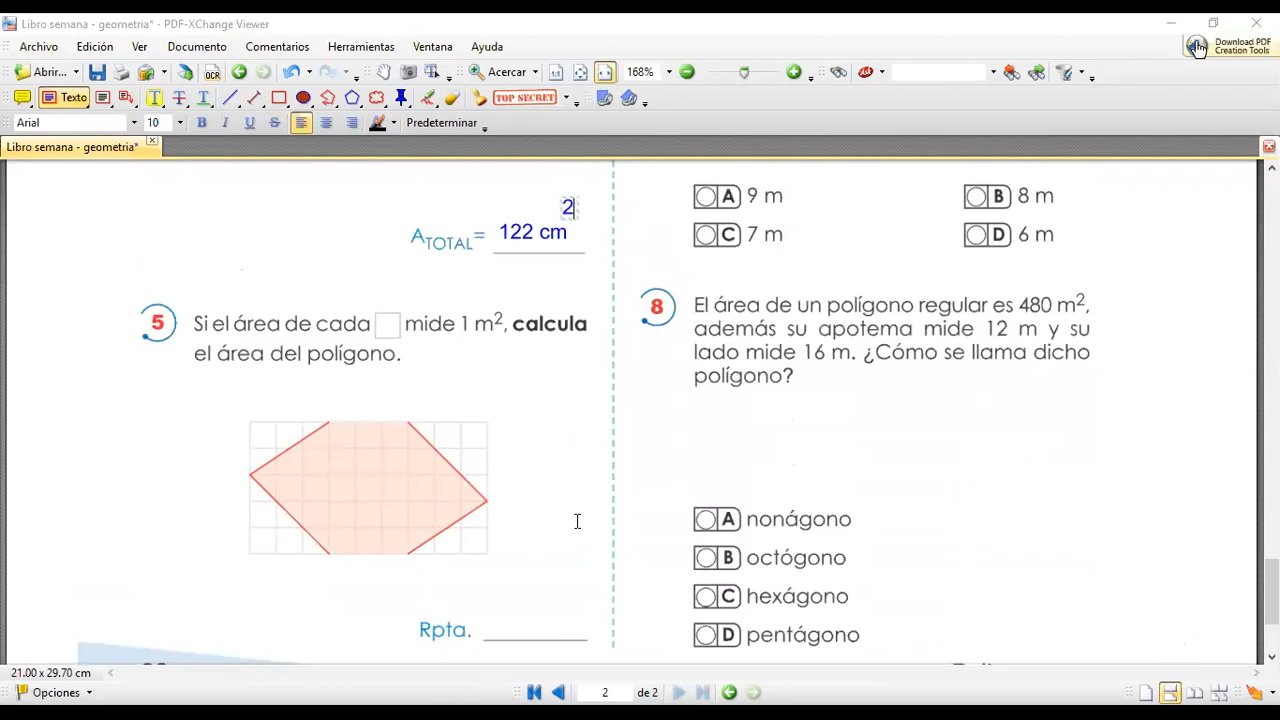 Libro semana - geometria* - PDF-XChange Viewer
Archivo Edición Ver Documento Comentarios Herramientas Ventana Ayuda
Download PDF
Creation Tools
Abrir... OCR Acercar 1:1 168%
Texto TOP SECRET
Arial 10 B I U S Predeterminar
Libro semana - geometria*
2
A TOTAL = 122 cm
5 Si el área de cada mide 1 m², calcula
el área del polígono.
Rpta.
A 9 m B 8 m
C 7 m D 6 m
8 El área de un polígono regular es 480 m²,
además su apotema mide 12 m y su
lado mide 16 m. ¿Cómo se llama dicho
polígono?
A nonágono
B octógono
C hexágono
D pentágono
21.00 x 29.70 cm
Opciones 2 de 2